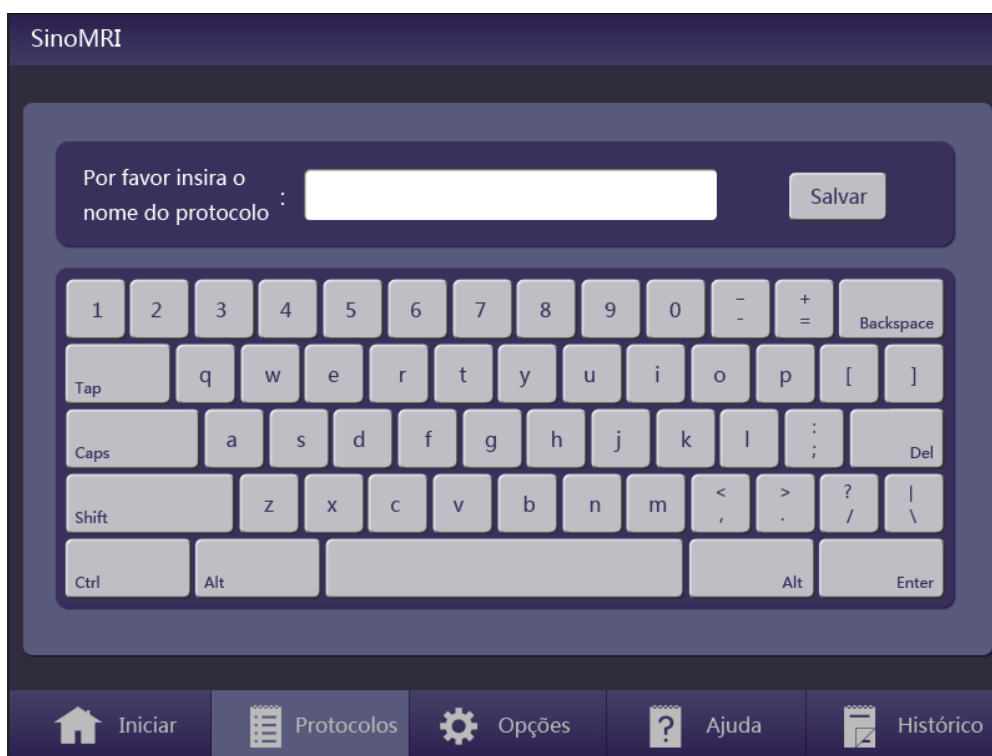 SinoMRI
Por favor insira o
nome do protocolo :
Salvar
1 2 3 4 5 6 7 8 9 0 _ - + = Backspace
Tap q w e r t y u i o p [ ]
Caps a s d f g h j k l : ; Del
Shift z x c v b n m < , > . ? / | \
Ctrl Alt Alt Enter
Iniciar Protocolos Opções Ajuda Histórico